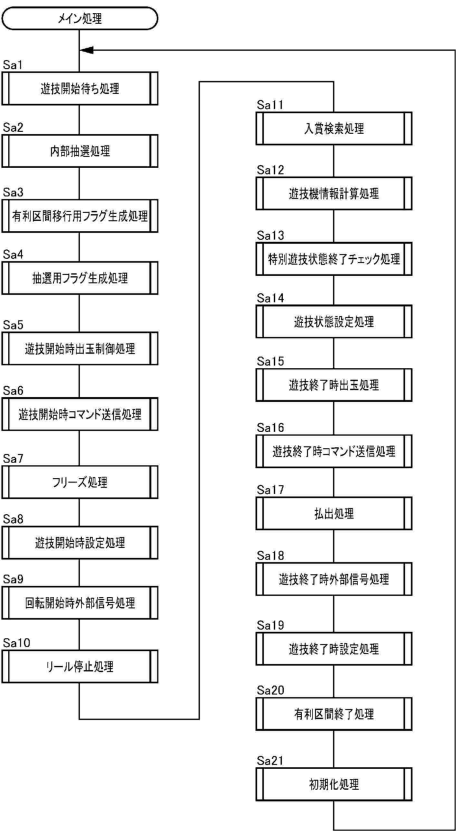 メイン処理
Sa1
遊技開始待ち処理
Sa2
内部抽選処理
Sa3
有利区間移行用フラグ生成処理
Sa4
抽選用フラグ生成処理
Sa5
遊技開始時出玉制御処理
Sa6
遊技開始時コマンド送信処理
Sa7
フリーズ処理
Sa8
遊技開始時設定処理
Sa9
回転開始時外部信号処理
Sa10
リール停止処理
Sa11
入賞検索処理
Sa12
遊技機情報計算処理
Sa13
特別遊技状態終了チェック処理
Sa14
遊技状態設定処理
Sa15
遊技終了時出玉処理
Sa16
遊技終了時コマンド送信処理
Sa17
払出処理
Sa18
遊技終了時外部信号処理
Sa19
遊技終了時設定処理
Sa20
有利区間終了処理
Sa21
初期化処理